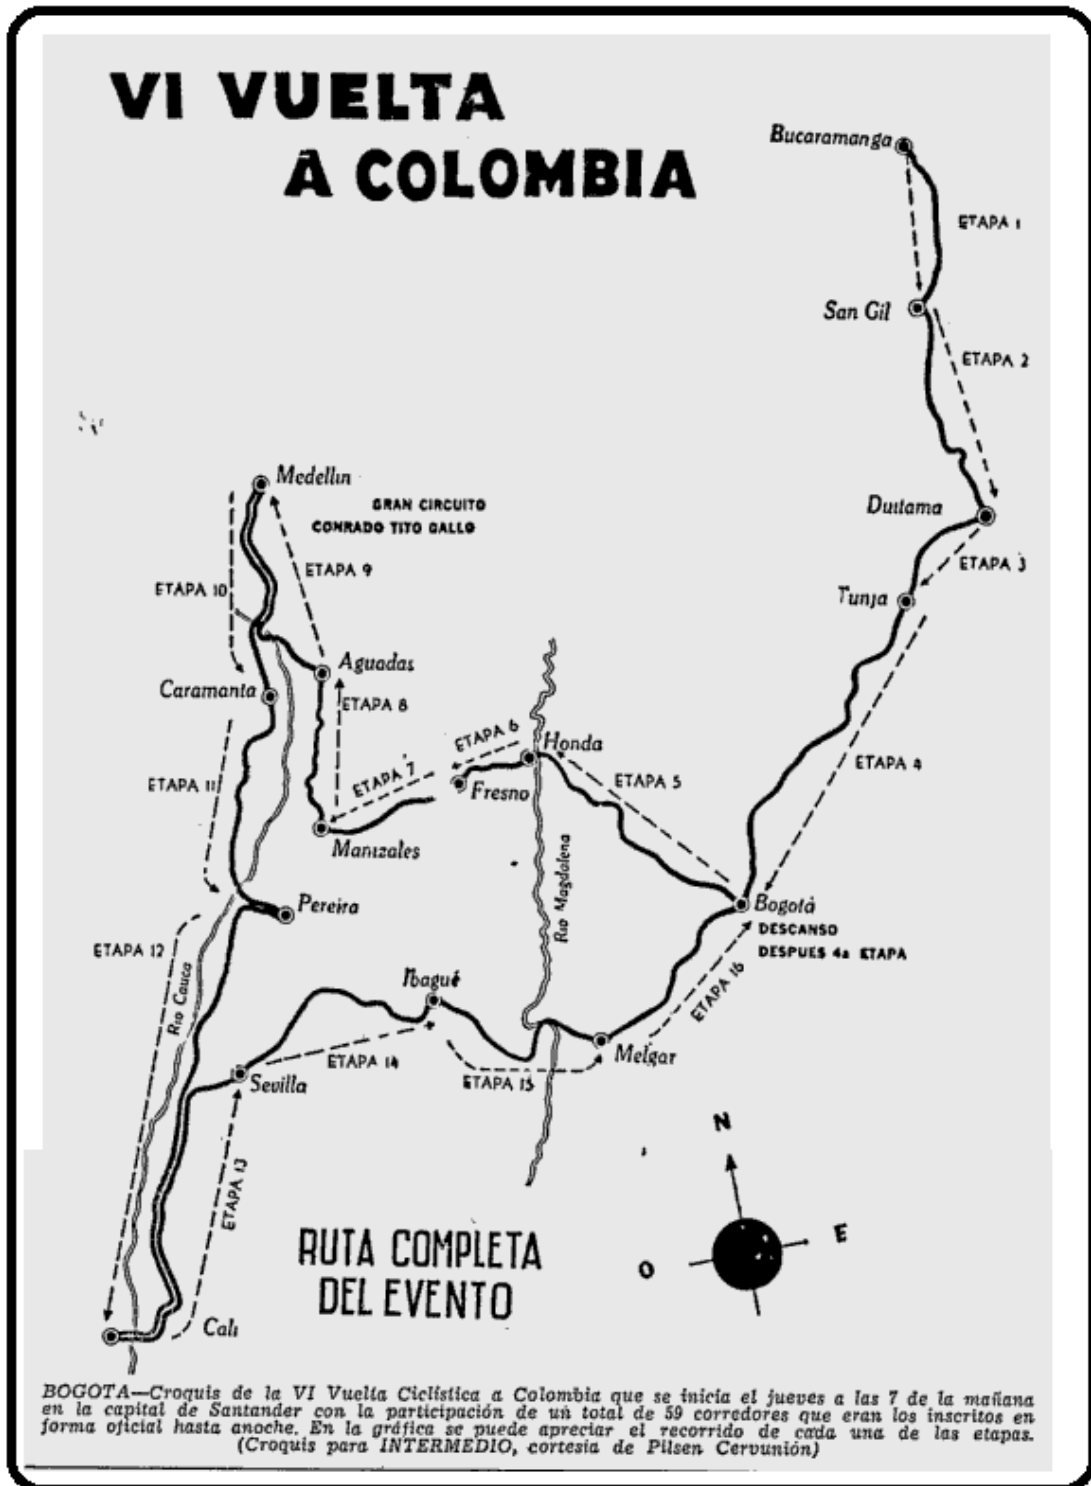 VI VUELTA
A COLOMBIA
Bucaramanga
ETAPA 1
San Gil
ETAPA 2
Duitama
ETAPA 3
Tunja
ETAPA 4
Medellin
GRAN CIRCUITO
CONRADO TITO GALLO
ETAPA 9
ETAPA 10
Aguadas
Caramanta
ETAPA 8
ETAPA 6
Honda
ETAPA 7
ETAPA 5
ETAPA 11
Fresno
Manizales
Rio Magdalena
Pereira
Bogotá
DESCANSO
DESPUES 4a ETAPA
ETAPA 12
Rio Cauca
Ibagué
ETAPA 16
Melgar
ETAPA 14
Sevilla
ETAPA 15
ETAPA 13
N
E
O
RUTA COMPLETA
DEL EVENTO
Cali
BOGOTA—Croquis de la VI Vuelta Ciclística a Colombia que se inicia el jueves a las 7 de la mañana
en la capital de Santander con la participación de un total de 59 corredores que eran los inscritos en
forma oficial hasta anoche. En la gráfica se puede apreciar el recorrido de cada una de las etapas.
(Croquis para INTERMEDIO, cortesía de Pilsen Cervunión)